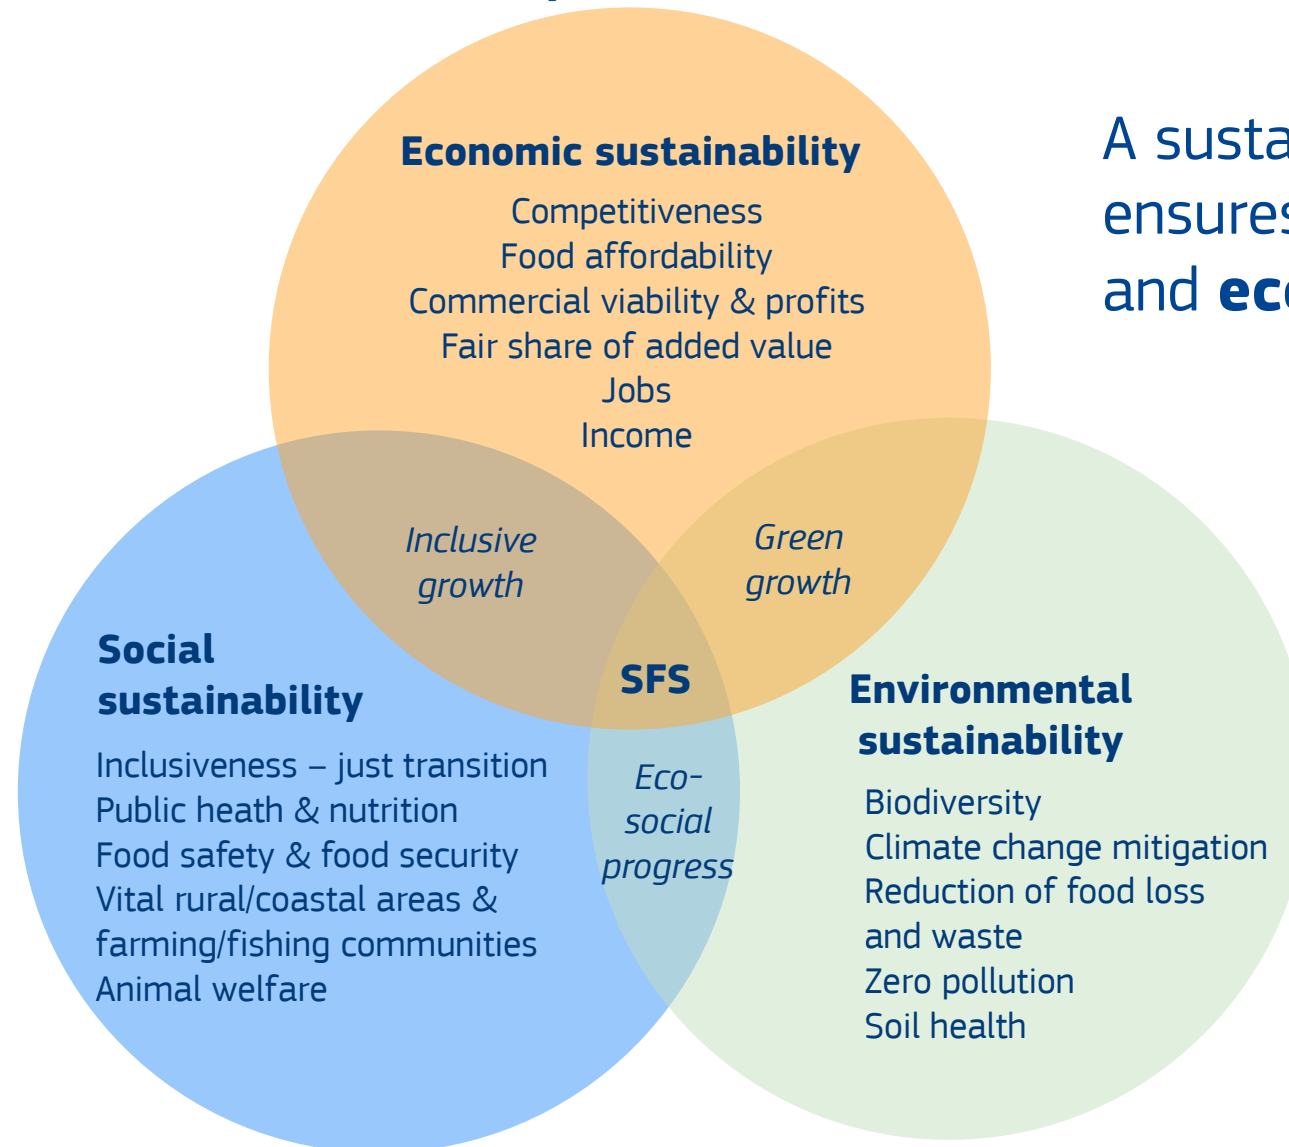 Economic sustainability
Competitiveness
Food affordability
Commercial viability & profits
Fair share of added value
Jobs
Income
A susta
ensures
and eco
Inclusive
growth
Green
growth
SFS
Social
sustainability
Inclusiveness – just transition
Public heath & nutrition
Food safety & food security
Vital rural/coastal areas &
farming/fishing communities
Animal welfare
Eco-
social
progress
Environmental
sustainability
Biodiversity
Climate change mitigation
Reduction of food loss
and waste
Zero pollution
Soil health